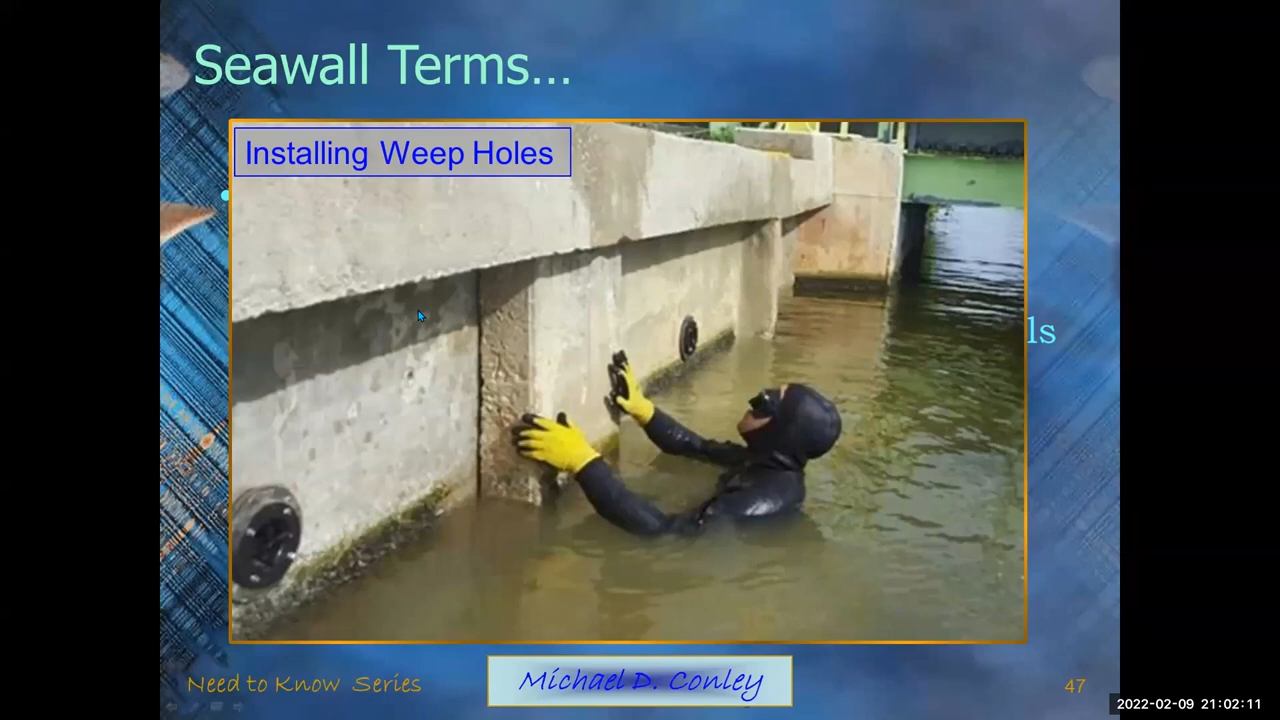 Seawall Terms...
Installing Weep Holes
ls
Need to Know Series
Michael D. Conley
47
2022-02-09 21:02:11